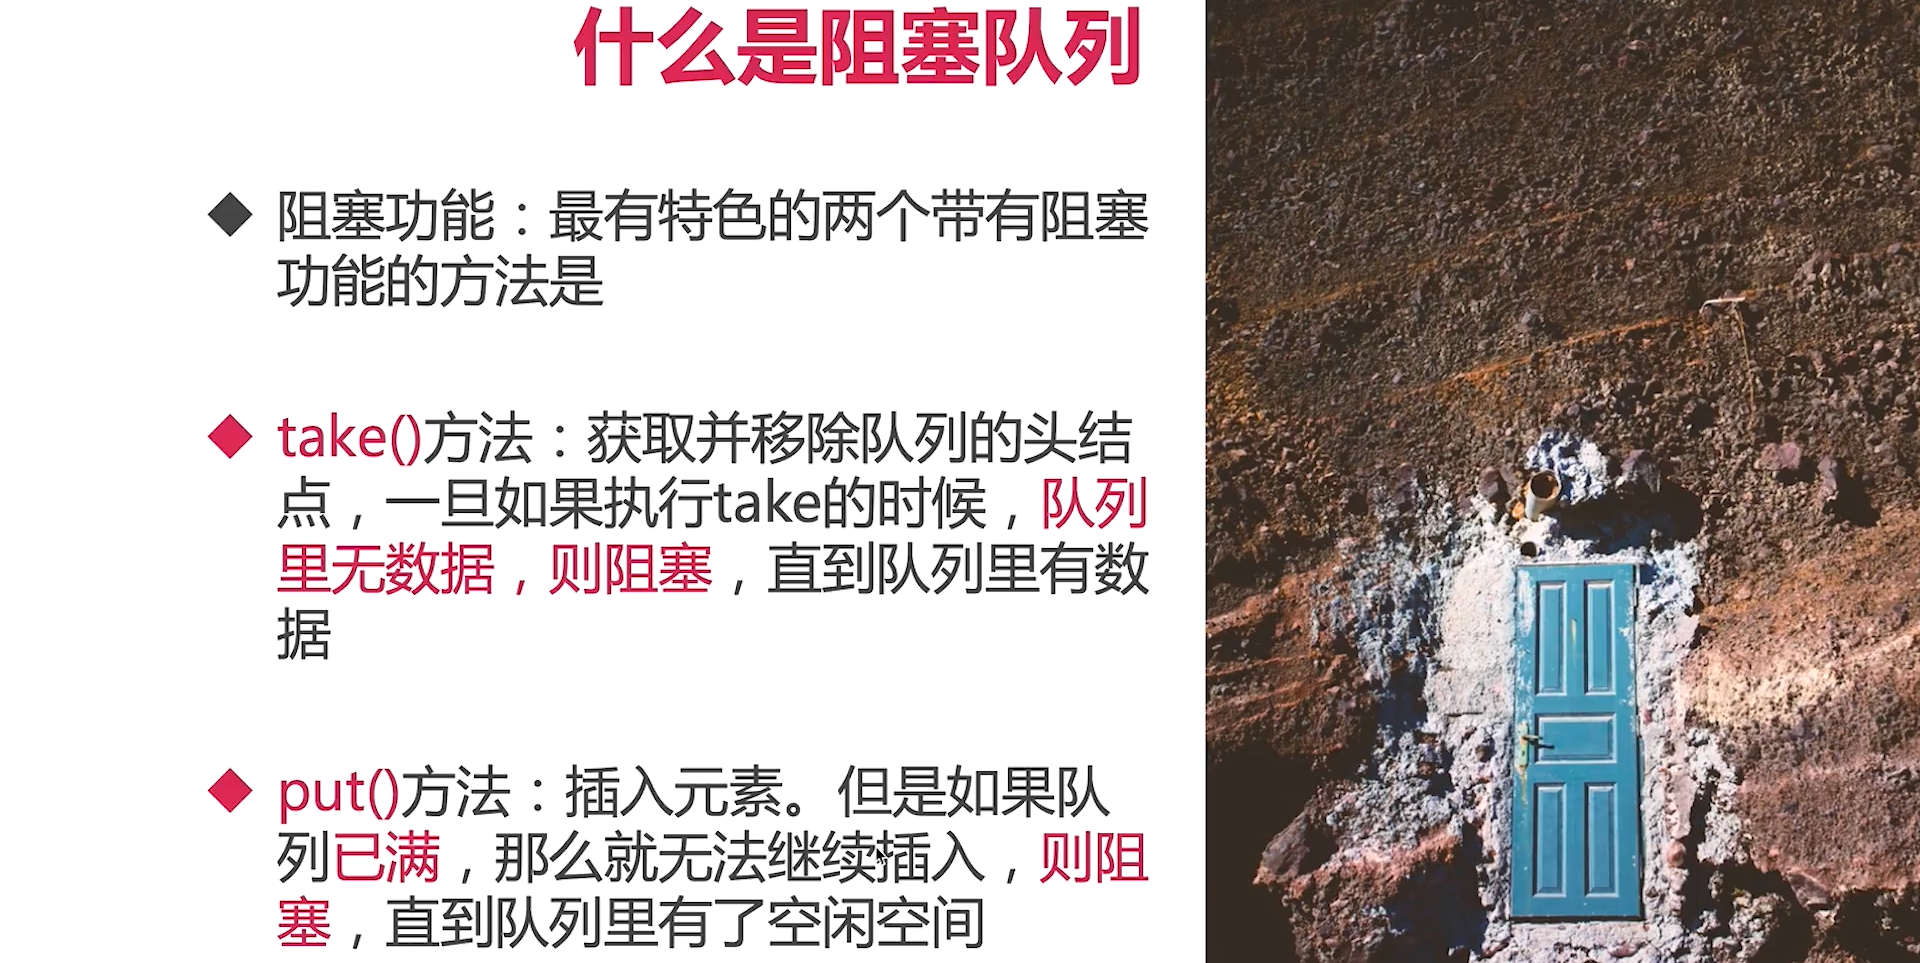 什么是阻塞队列
阻塞功能：最有特色的两个带有阻塞
功能的方法是
take()方法：获取并移除队列的头结
点，一旦如果执行take的时候，队列
里无数据，则阻塞，直到队列里有数
据
put()方法：插入元素。但是如果队
列已满，那么就无法继续插入，则阻
塞，直到队列里有了空闲空间